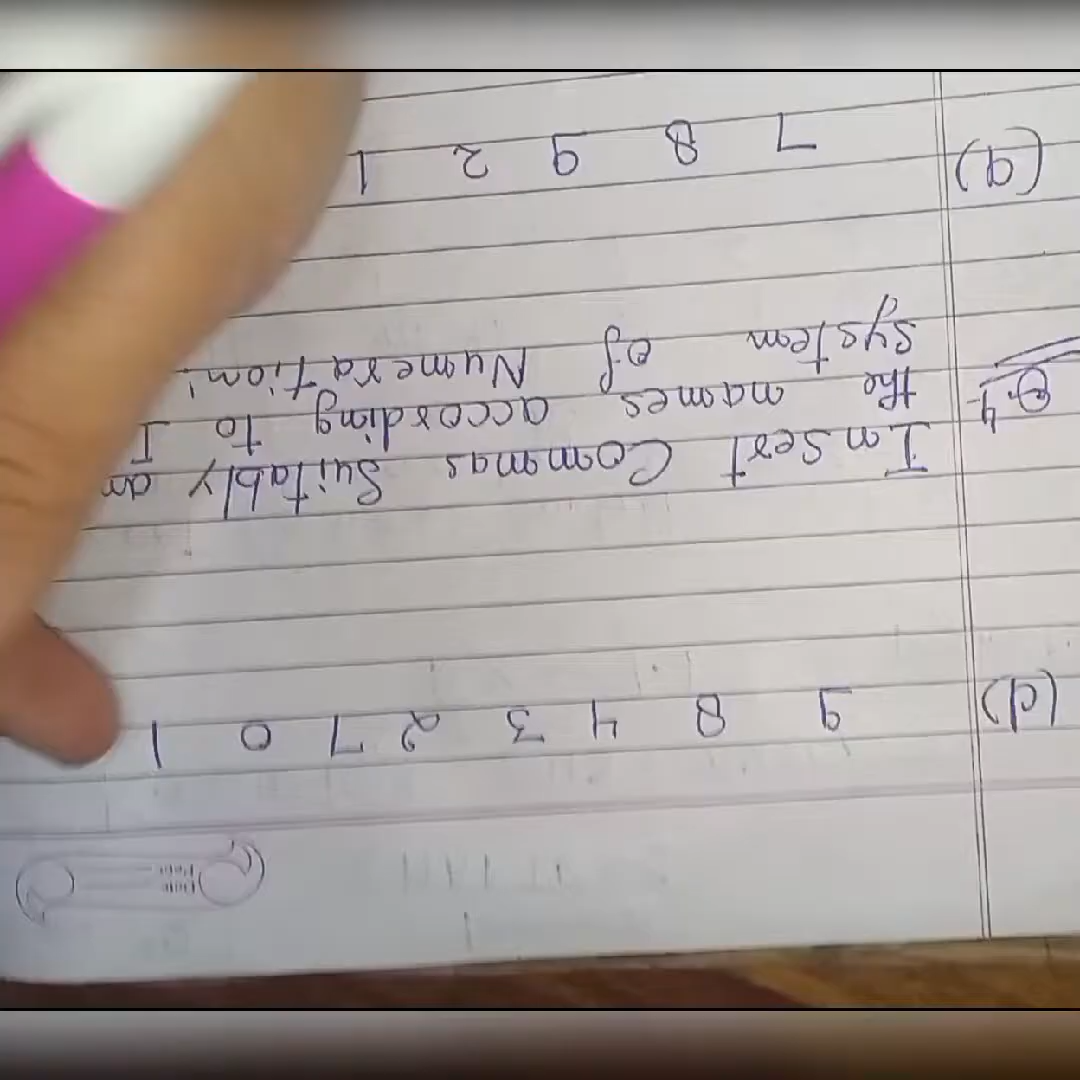 (d) 9 8 4 3 2 7 0 1
Q.4 Insert Commas Suitably an
the names according to I
System of Numeration.
(a) 7 8 9 2 1